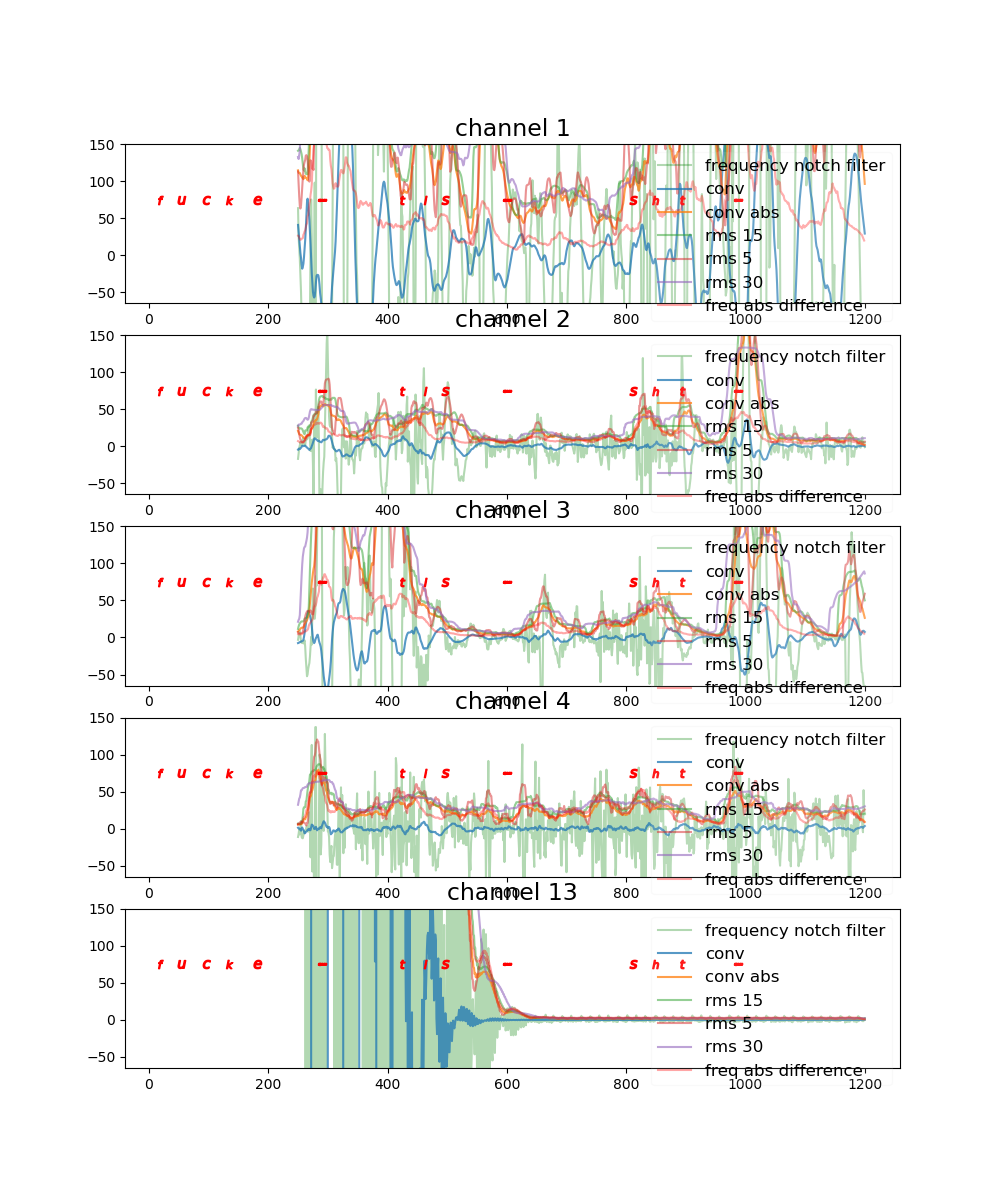 channel 1
150
100
50
0
−50
f u c k e - t i s - s h t -
frequency notch filter
conv
conv abs
rms 15
rms 5
rms 30
freq abs difference
0 200 400 600 800 1000 1200
channel 2
150
100
50
0
−50
f u c k e - t i s - s h t -
frequency notch filter
conv
conv abs
rms 15
rms 5
rms 30
freq abs difference
0 200 400 600 800 1000 1200
channel 3
150
100
50
0
−50
f u c k e - t i s - s h t -
frequency notch filter
conv
conv abs
rms 15
rms 5
rms 30
freq abs difference
0 200 400 600 800 1000 1200
channel 4
150
100
50
0
−50
f u c k e - t i s - s h t -
frequency notch filter
conv
conv abs
rms 15
rms 5
rms 30
freq abs difference
0 200 400 600 800 1000 1200
channel 13
150
100
50
0
−50
f u c k e - t i s - s h t -
frequency notch filter
conv
conv abs
rms 15
rms 5
rms 30
freq abs difference
0 200 400 600 800 1000 1200